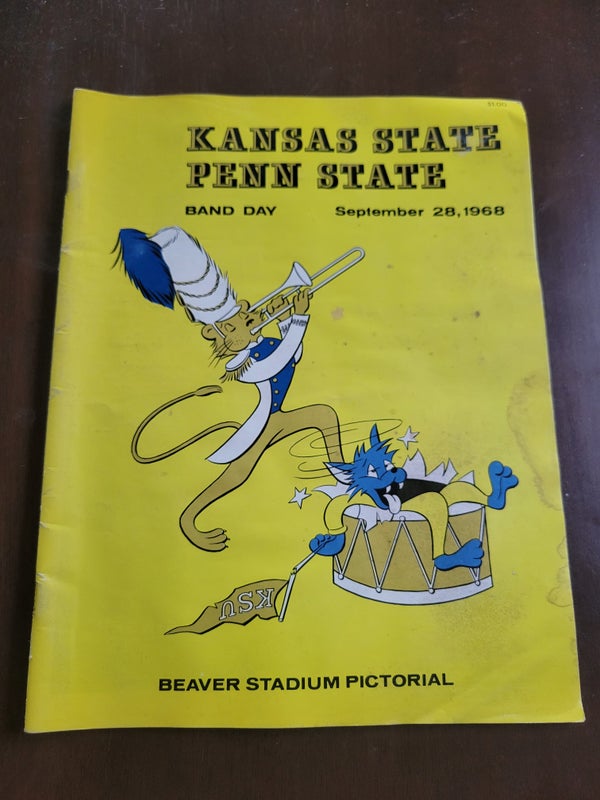 $1.00
KANSAS STATE
PENN STATE
BAND DAY September 28, 1968
KSU
BEAVER STADIUM PICTORIAL